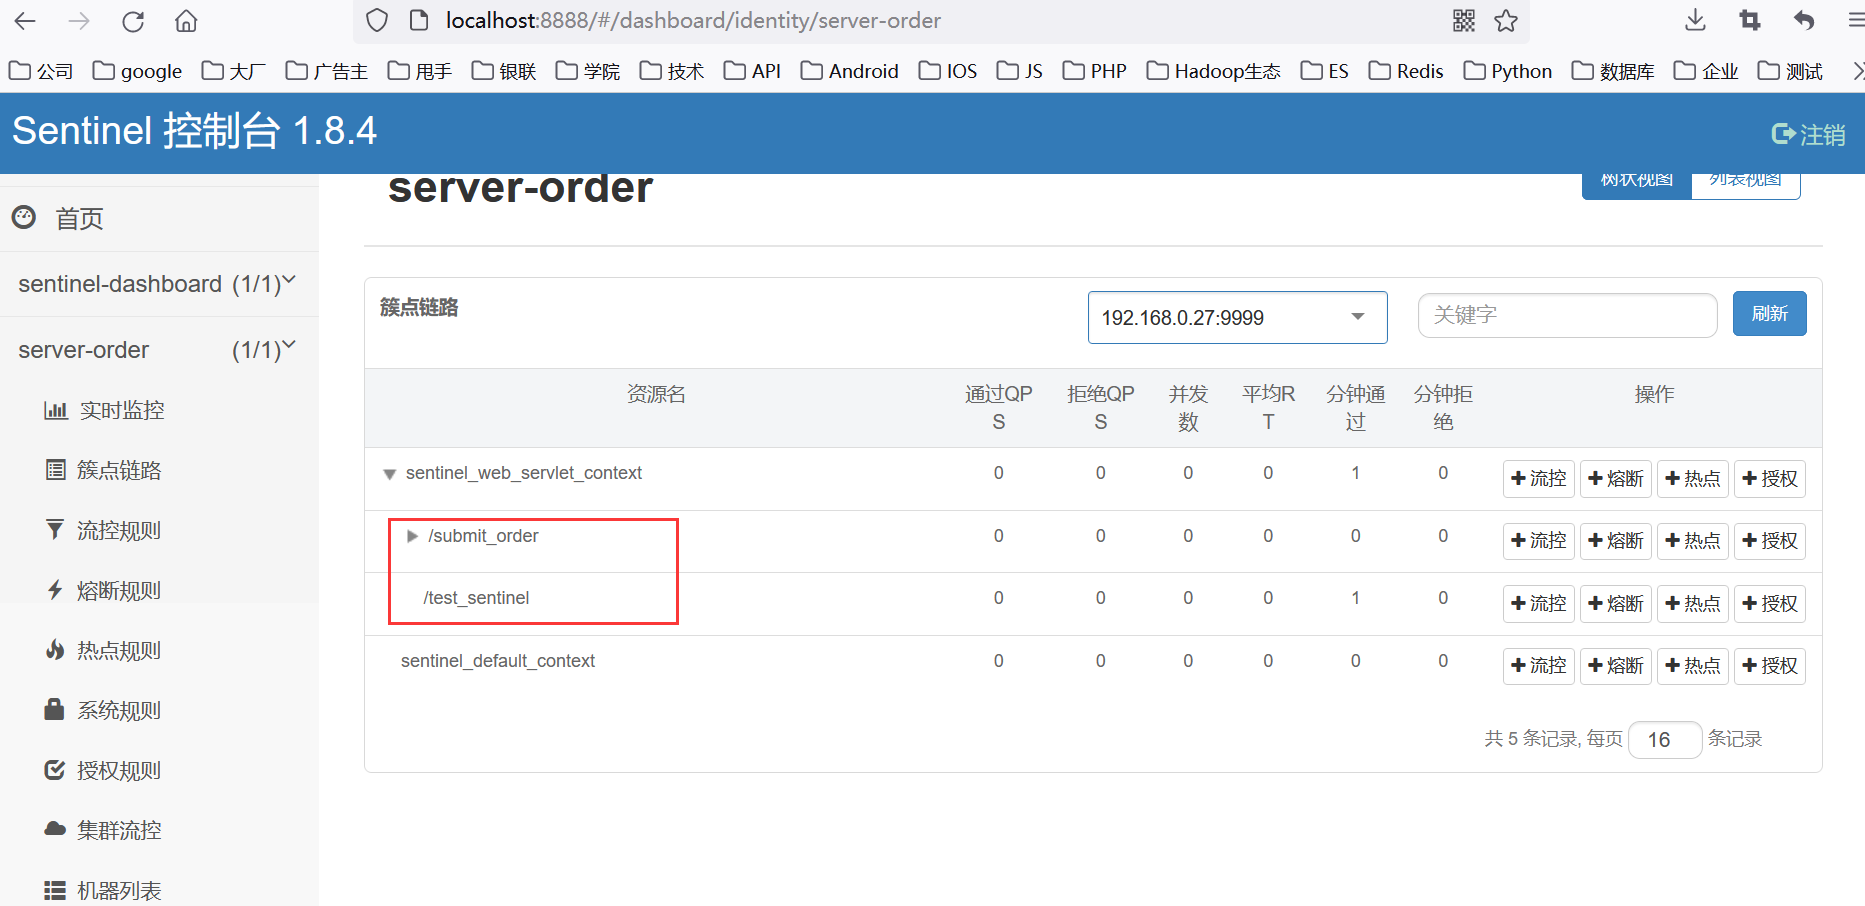 localhost:8888/#/dashboard/identity/server-order
公司 google 大厂 广告主 甩手 银联 学院 技术 API Android IOS JS PHP Hadoop生态 ES Redis Python 数据库 企业 测试
Sentinel 控制台 1.8.4
注销
server-order
树状视图 列表视图
首页
sentinel-dashboard (1/1)
server-order (1/1)
实时监控
簇点链路
流控规则
熔断规则
热点规则
系统规则
授权规则
集群流控
机器列表
簇点链路 192.168.0.27:9999 关键字 刷新
资源名 通过QPS 拒绝QPS 并发数 平均RT 分钟通过 分钟拒绝 操作
sentinel_web_servlet_context 0 0 0 0 1 0 流控 熔断 热点 授权
/submit_order 0 0 0 0 0 0 流控 熔断 热点 授权
/test_sentinel 0 0 0 0 1 0 流控 熔断 热点 授权
sentinel_default_context 0 0 0 0 0 0 流控 熔断 热点 授权
共 5 条记录, 每页 16 条记录